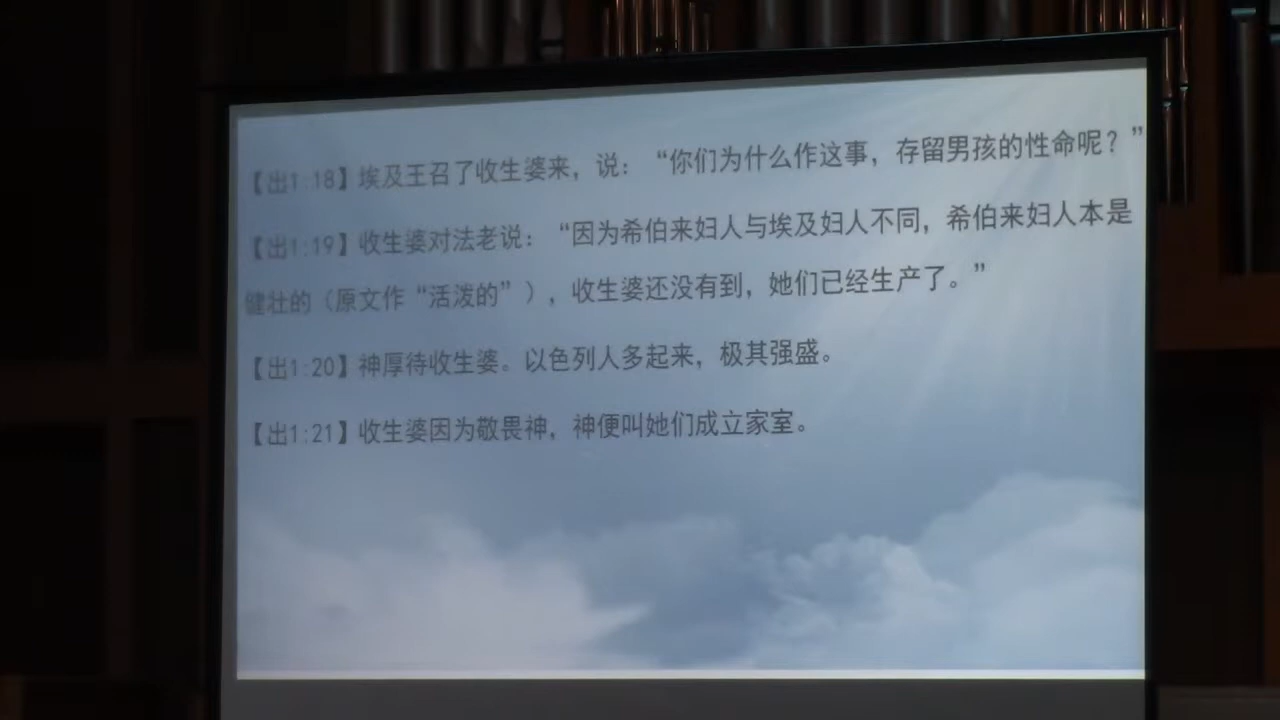 【出1:18】埃及王召了收生婆来，说：“你们为什么作这事，存留男孩的性命呢？”
【出1:19】收生婆对法老说：“因为希伯来妇人与埃及妇人不同，希伯来妇人本是
健壮的（原文作“活泼的”），收生婆还没有到，她们已经生产了。”
【出1:20】神厚待收生婆。以色列人多起来，极其强盛。
【出1:21】收生婆因为敬畏神，神便叫她们成立家室。